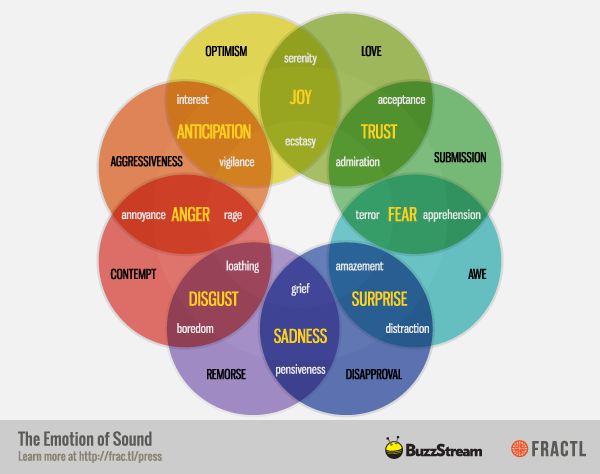 OPTIMISM
LOVE
serenity
JOY
ecstasy
interest
ANTICIPATION
vigilance
acceptance
TRUST
admiration
AGGRESSIVENESS
SUBMISSION
annoyance ANGER rage
terror FEAR apprehension
CONTEMPT
AWE
loathing
DISGUST
boredom
grief
SADNESS
pensiveness
amazement
SURPRISE
distraction
REMORSE
DISAPPROVAL
The Emotion of Sound
Learn more at http://frac.tl/press
BuzzStream
FRACTL